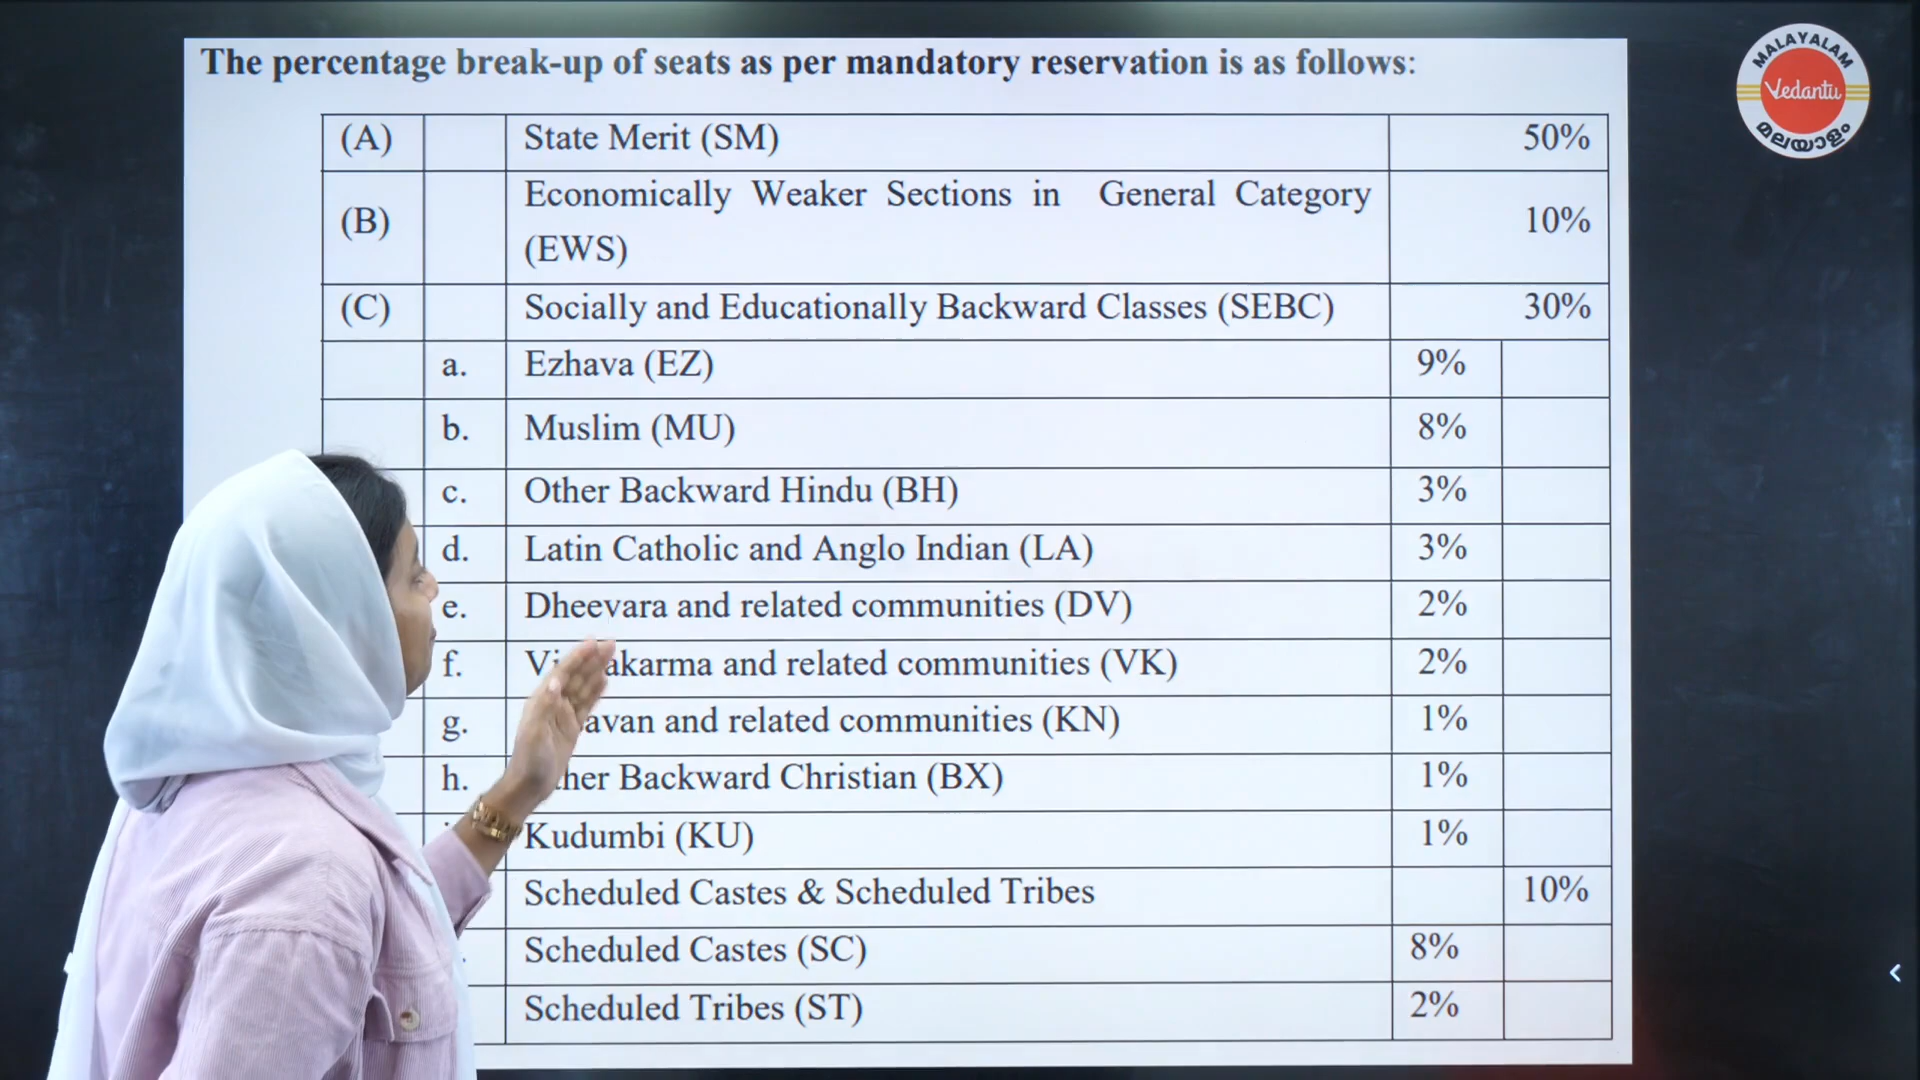 The percentage break-up of seats as per mandatory reservation is as follows:
(A) State Merit (SM) 50%
(B) Economically Weaker Sections in General Category (EWS) 10%
(C) Socially and Educationally Backward Classes (SEBC) 30%
a. Ezhava (EZ) 9%
b. Muslim (MU) 8%
c. Other Backward Hindu (BH) 3%
d. Latin Catholic and Anglo Indian (LA) 3%
e. Dheevara and related communities (DV) 2%
f. and related communities (VK) 2%
g. and related communities (KN) 1%
h. Backward Christian (BX) 1%
Kudumbi (KU) 1%
Scheduled Castes & Scheduled Tribes 10%
Scheduled Castes (SC) 8%
Scheduled Tribes (ST) 2%
MALAYALAM
Vedantu
മലയാളം